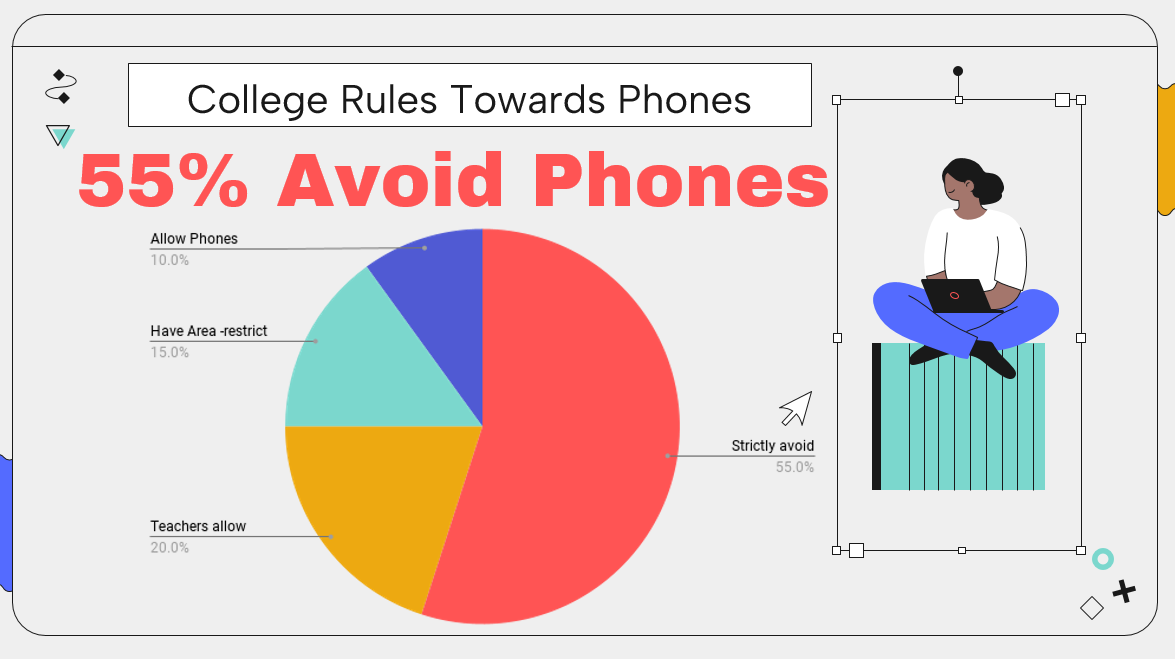 College Rules Towards Phones
55% Avoid Phones
Allow Phones
10.0%
Have Area -restrict
15.0%
Strictly avoid
55.0%
Teachers allow
20.0%